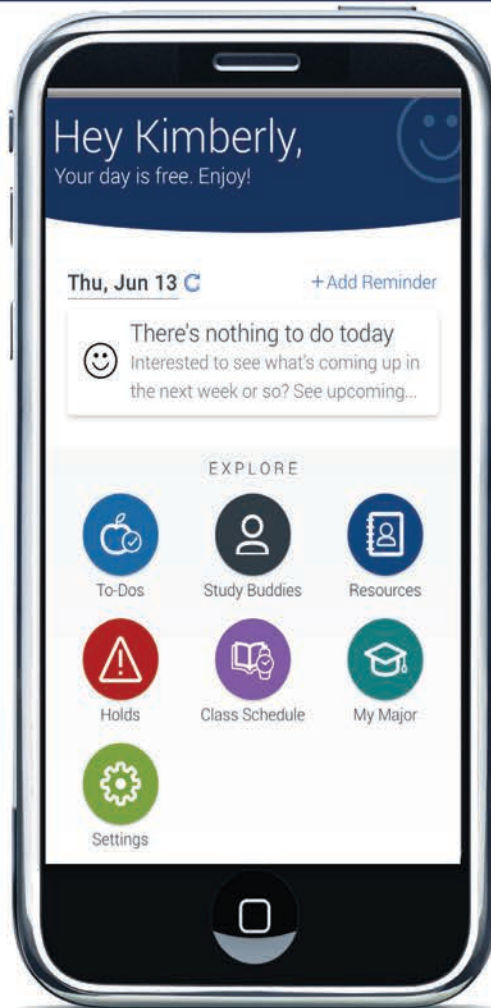 Hey Kimberly,
Your day is free. Enjoy!
Thu, Jun 13
+Add Reminder
There's nothing to do today
Interested to see what's coming up in
the next week or so? See upcoming...
EXPLORE
To-Dos
Study Buddies
Resources
Holds
Class Schedule
My Major
Settings